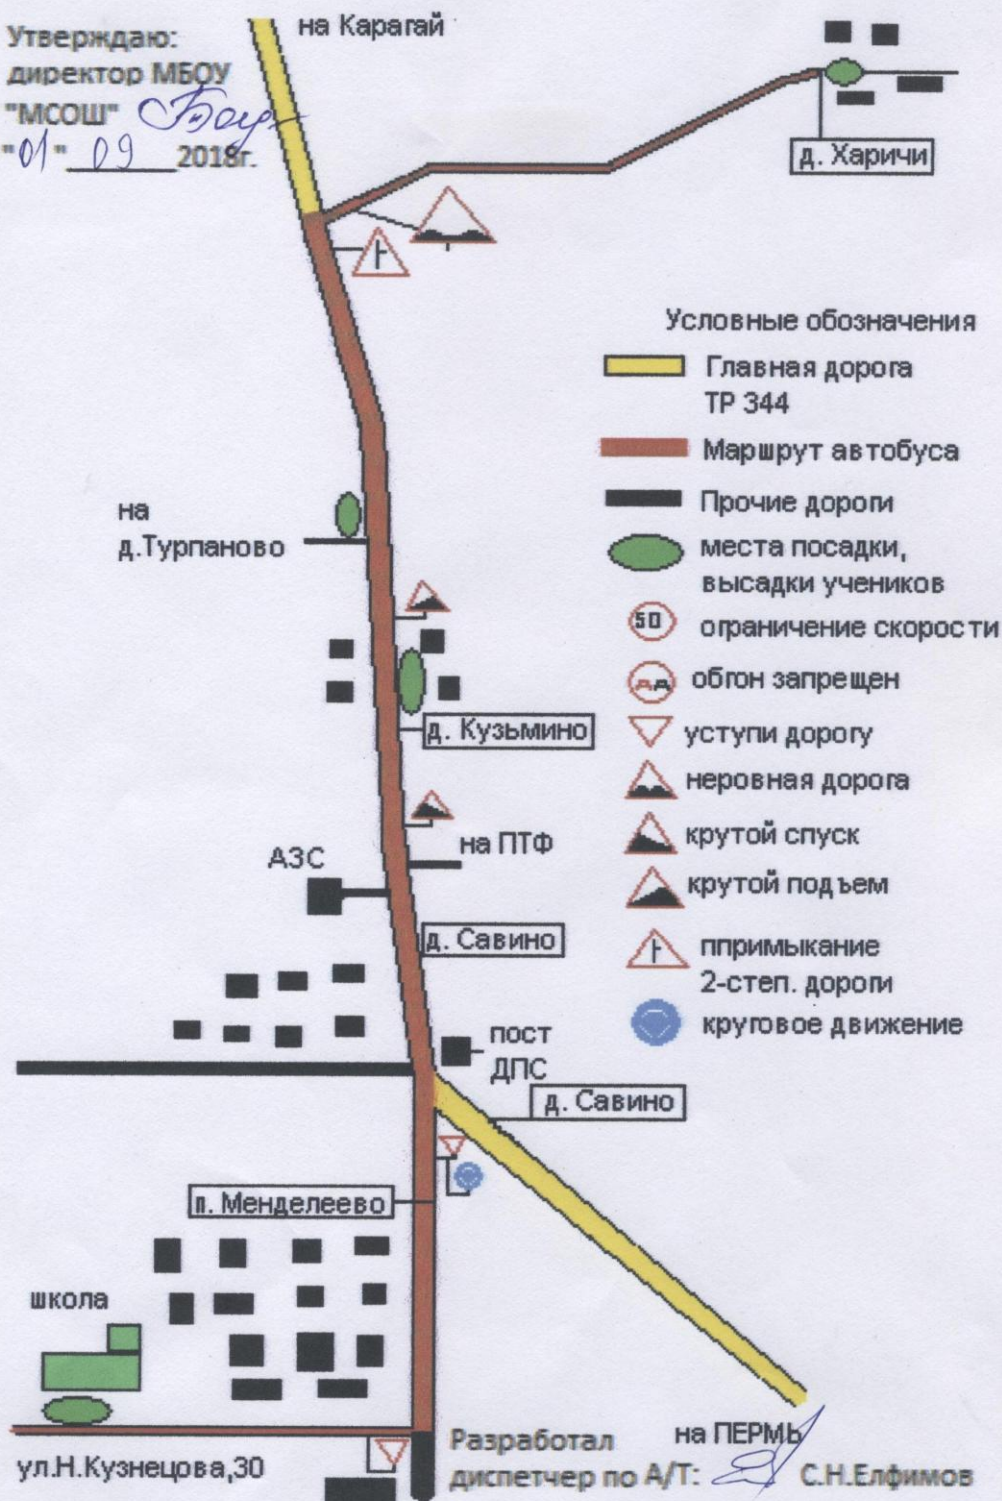 Утверждаю:
директор МБОУ
"МСОШ"
"01" 09 2018г.
на Карагай
д. Харичи
Условные обозначения
Главная дорога
ТР 344
Маршрут автобуса
Прочие дороги
места посадки,
высадки учеников
50
ограничение скорости
обгон запрещен
уступи дорогу
неровная дорога
крутой спуск
крутой подъем
ппримыкание
2-степ. дороги
круговое движение
на
д.Турпаново
д. Кузьмино
на ПТФ
АЗС
д. Савино
пост
ДПС
д. Савино
п. Менделеево
школа
ул.Н.Кузнецова,30
на ПЕРМЬ
Разработал
диспетчер по А/Т: С.Н.Елфимов